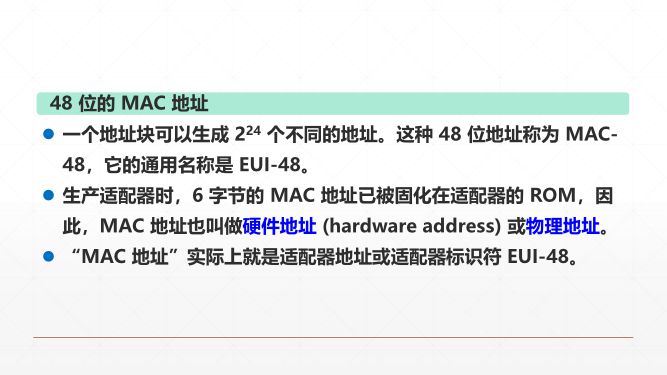 48 位的 MAC 地址
● 一个地址块可以生成 2²⁴ 个不同的地址。这种 48 位地址称为 MAC-
48，它的通用名称是 EUI-48。
● 生产适配器时，6 字节的 MAC 地址已被固化在适配器的 ROM，因
此，MAC 地址也叫做硬件地址 (hardware address) 或物理地址。
● “MAC 地址”实际上就是适配器地址或适配器标识符 EUI-48。